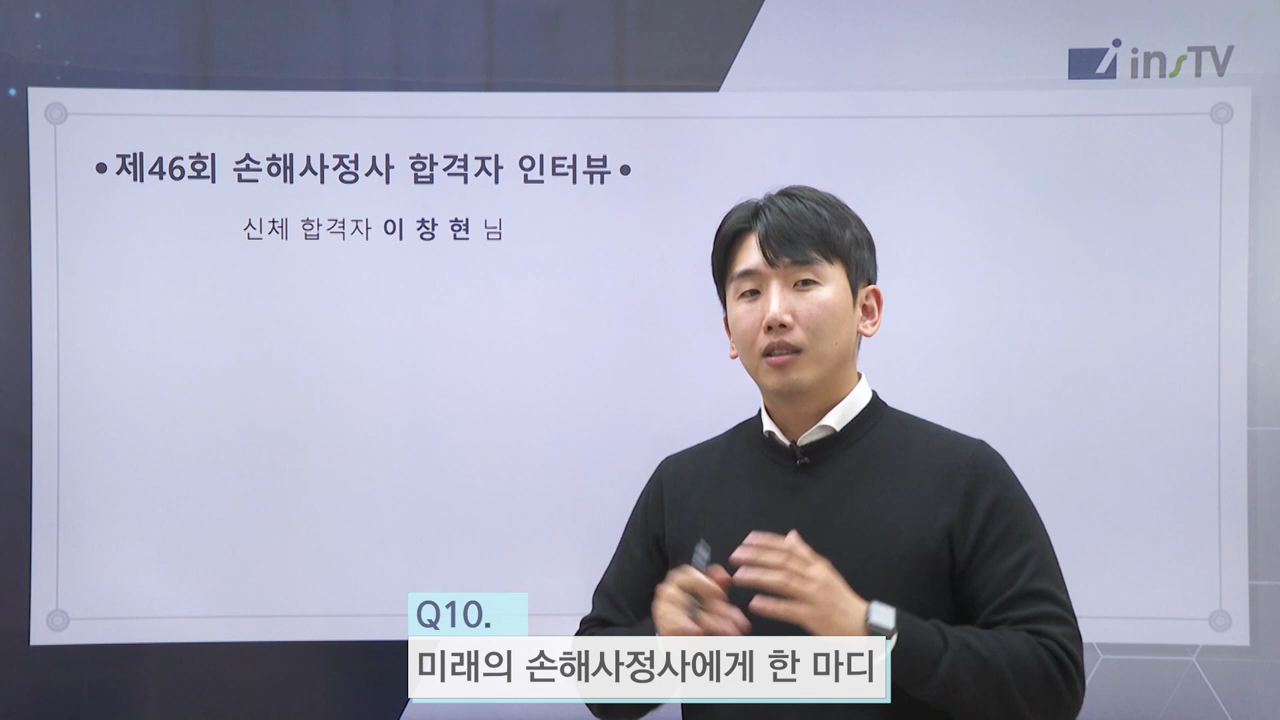 insTV
•제46회 손해사정사 합격자 인터뷰•
신체 합격자 이 창 현 님
Q10.
미래의 손해사정사에게 한 마디